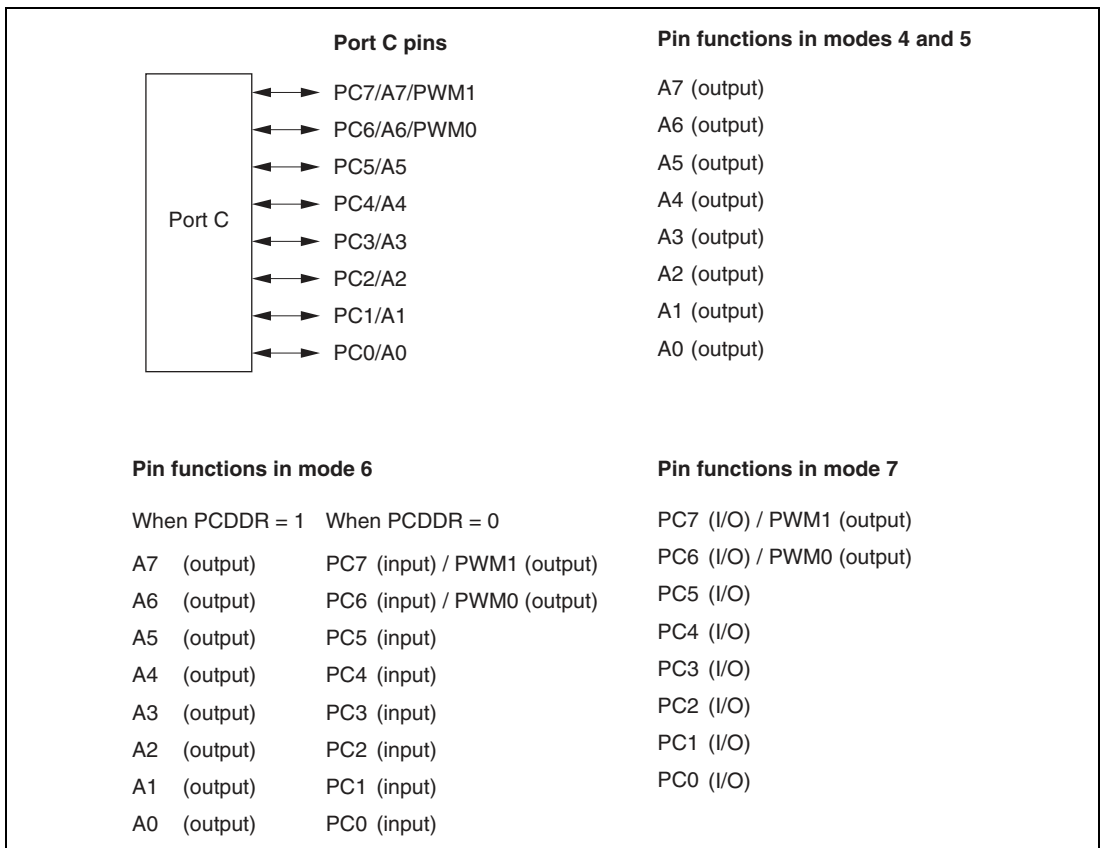 Port C pins
Pin functions in modes 4 and 5
Port C
PC7/A7/PWM1
PC6/A6/PWM0
PC5/A5
PC4/A4
PC3/A3
PC2/A2
PC1/A1
PC0/A0
A7 (output)
A6 (output)
A5 (output)
A4 (output)
A3 (output)
A2 (output)
A1 (output)
A0 (output)
Pin functions in mode 6
When PCDDR = 1 When PCDDR = 0
A7 (output) PC7 (input) / PWM1 (output)
A6 (output) PC6 (input) / PWM0 (output)
A5 (output) PC5 (input)
A4 (output) PC4 (input)
A3 (output) PC3 (input)
A2 (output) PC2 (input)
A1 (output) PC1 (input)
A0 (output) PC0 (input)
Pin functions in mode 7
PC7 (I/O) / PWM1 (output)
PC6 (I/O) / PWM0 (output)
PC5 (I/O)
PC4 (I/O)
PC3 (I/O)
PC2 (I/O)
PC1 (I/O)
PC0 (I/O)